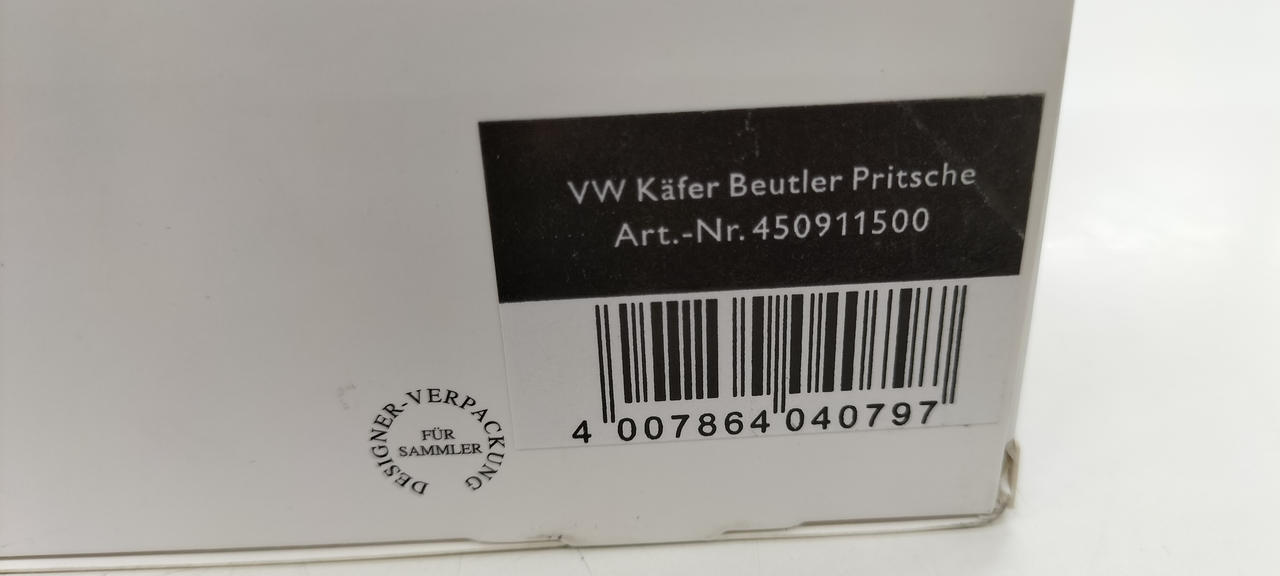 VW Käfer Beutler Pritsche
Art.-Nr. 450911500
4 007864 040797
DESIGNER-VERPACKUNG
FÜR
SAMMLER